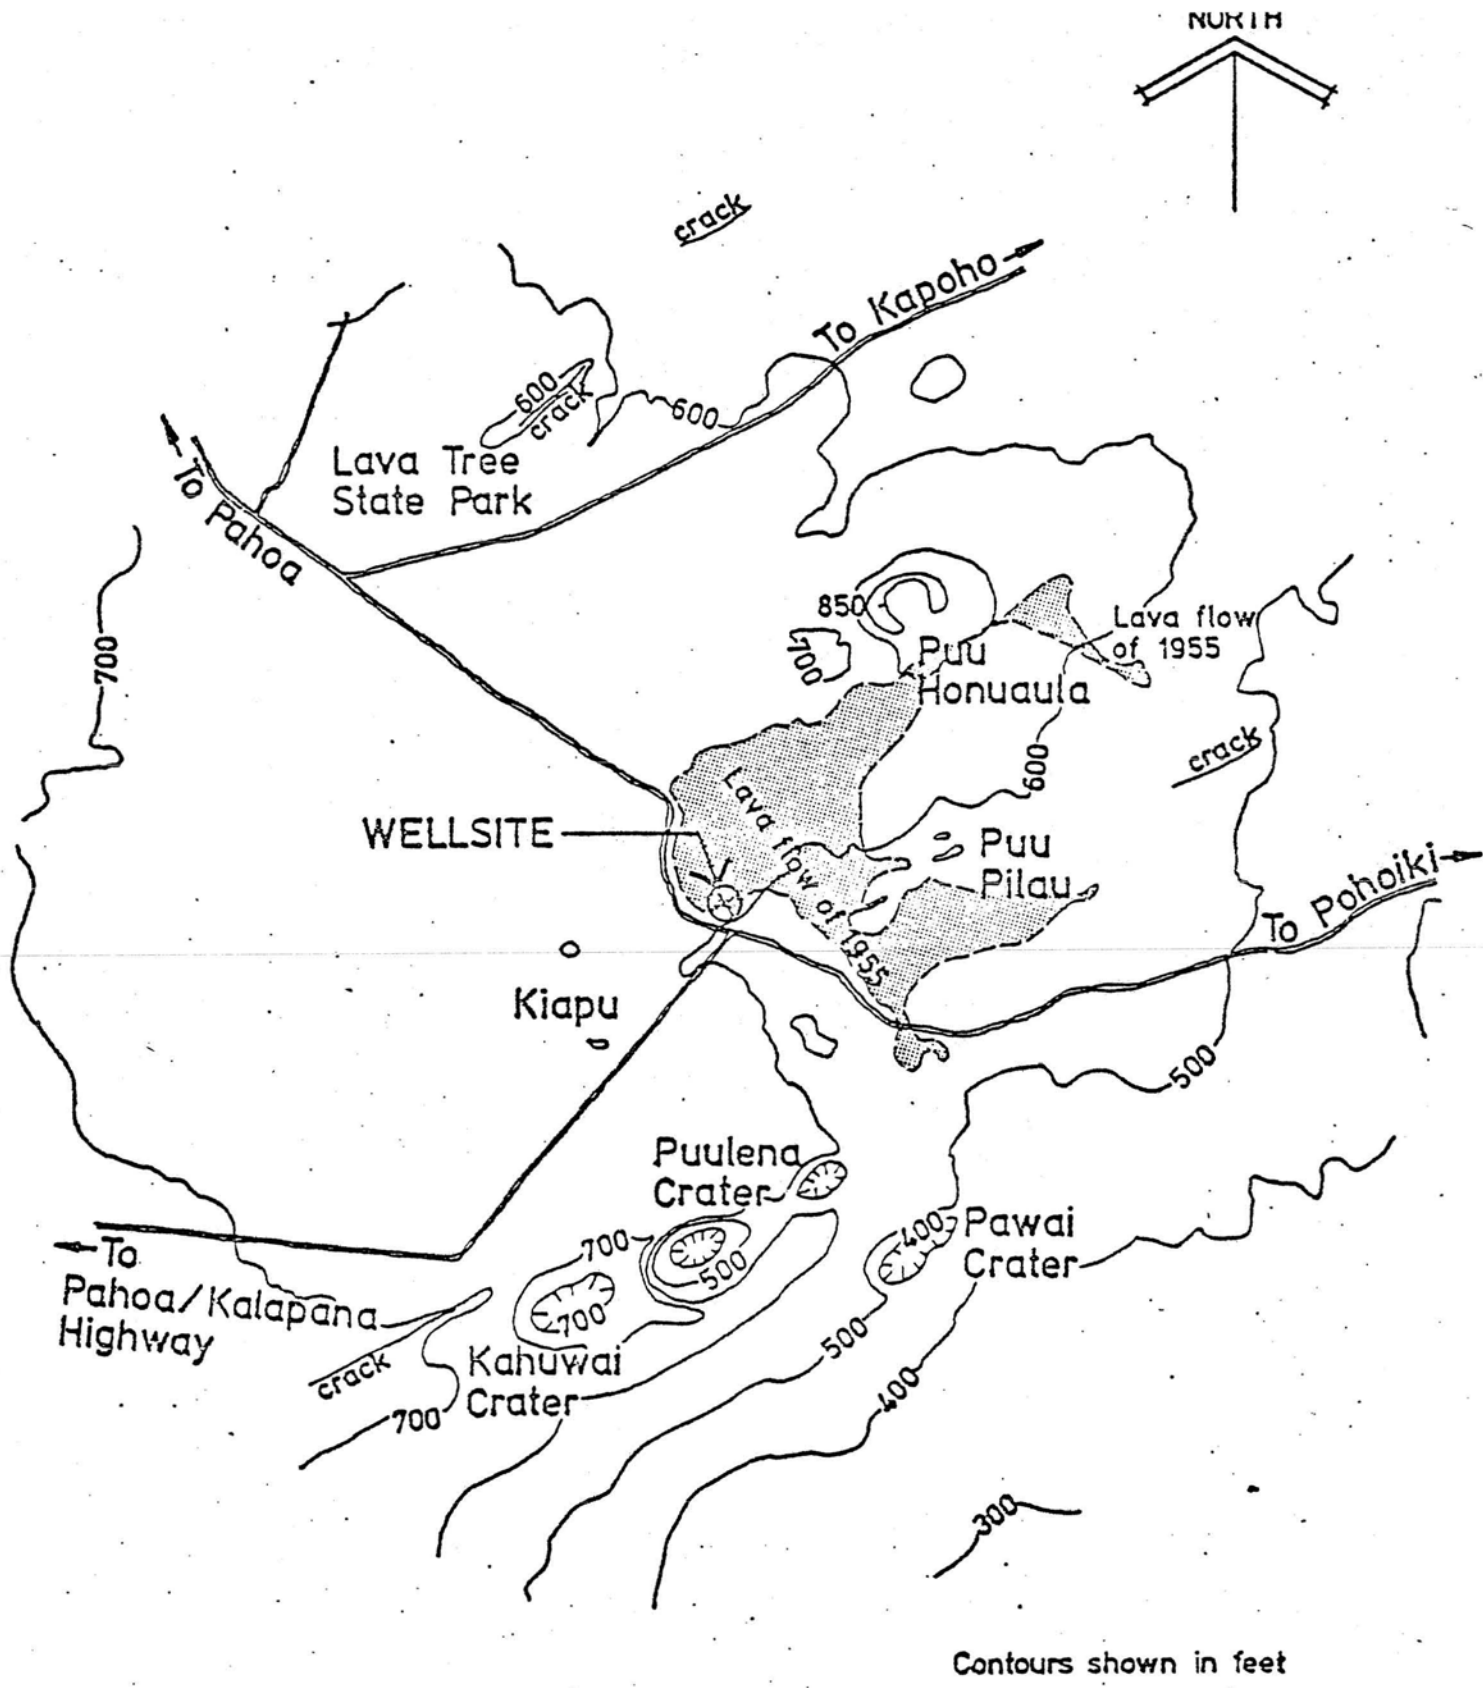 NORTH
crack
To Kapoho
600
crack
600
Lava Tree
State Park
To Pahoa
850
Lava flow
of 1955
700
Puu
Honuaula
700
crack
600
Lava flow of 1955
WELLSITE
Puu
Pilau
To Pohoiki
Kiapu
500
Puulena
Crater
400
Pawai
Crater
700
500
To
Pahoa/Kalapana
Highway
700
crack
Kahuwai
Crater
500
400
700
300
Contours shown in feet